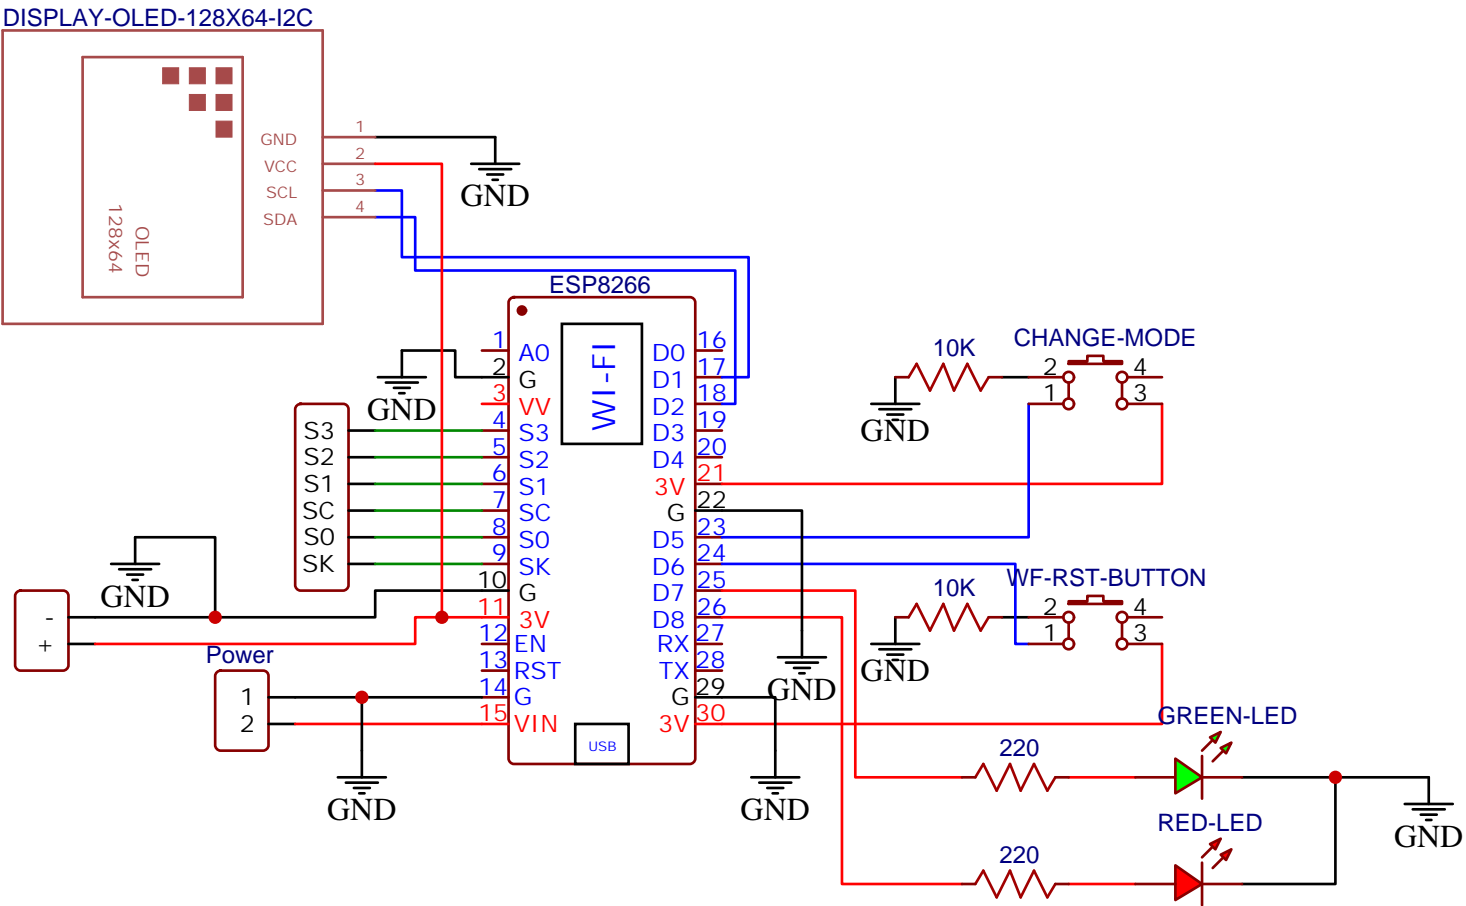 DISPLAY-OLED-128X64-I2C
GND 1
VCC 2
SCL 3
SDA 4
OLED
128x64
GND
ESP8266
WI-FI
1 A0
2 G
3 VV
4 S3
5 S2
6 S1
7 SC
8 S0
9 SK
10 G
11 3V
12 EN
13 RST
14 G
15 VIN
D0 16
D1 17
D2 18
D3 19
D4 20
3V 21
G 22
D5 23
D6 24
D7 25
D8 26
RX 27
TX 28
G 29
3V 30
USB
GND
S3
S2
S1
SC
S0
SK
GND
-
+
Power
1
2
GND
GND
GND
10K
CHANGE-MODE
2 4
1 3
GND
10K
WF-RST-BUTTON
2 4
1 3
GND
GREEN-LED
220
RED-LED
220
GND